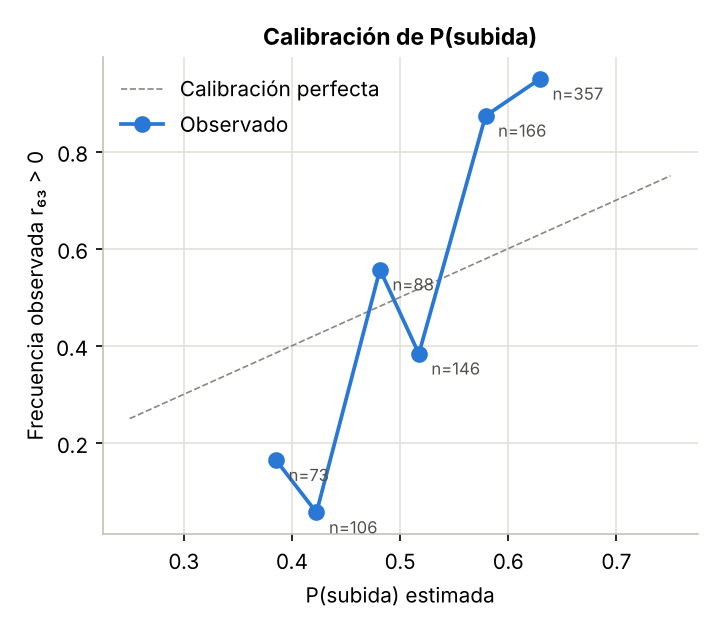 Calibración de P(subida)
Calibración perfecta
Observado
n=357
n=166
n=88
n=146
n=73
n=106
0.8
0.6
0.4
0.2
0.3 0.4 0.5 0.6 0.7
P(subida) estimada
Frecuencia observada r₆₃ > 0